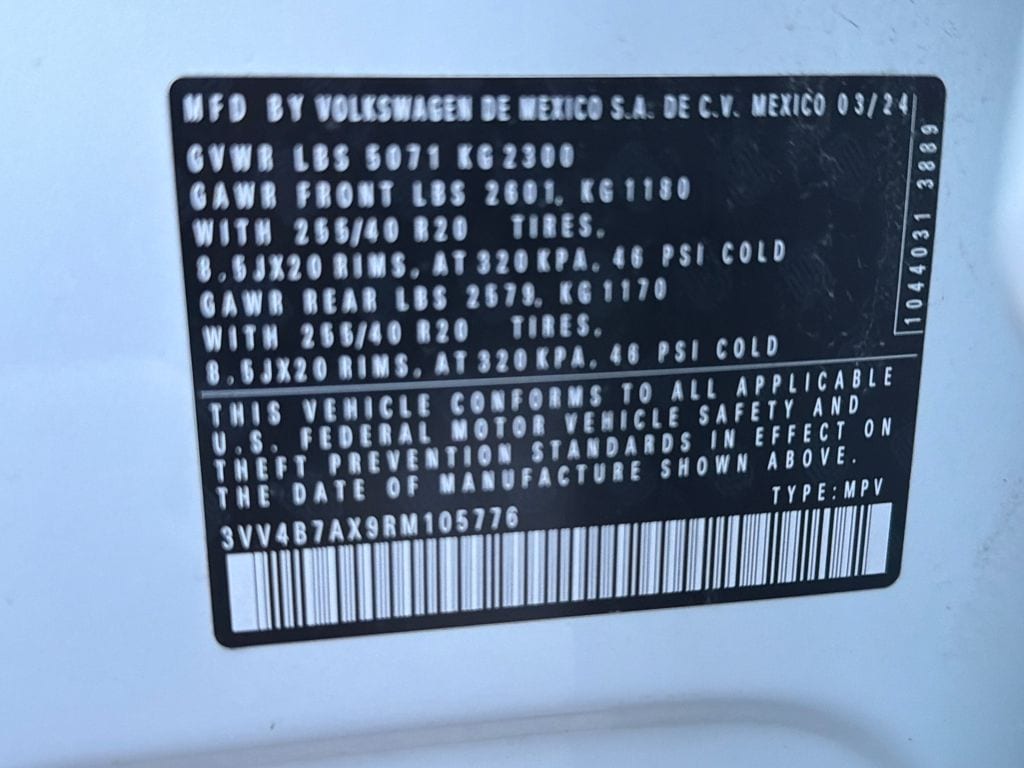 MFD BY VOLKSWAGEN DE MEXICO S.A. DE C.V. MEXICO 03/24
GVWR LBS 5071 KG 2300
GAWR FRONT LBS 2601, KG 1180
WITH 255/40 R20 TIRES,
8.5JX20 RIMS, AT 320 KPA, 46 PSI COLD
GAWR REAR LBS 2579, KG 1170
WITH 255/40 R20 TIRES,
8.5JX20 RIMS, AT 320 KPA, 46 PSI COLD
THIS VEHICLE CONFORMS TO ALL APPLICABLE
U.S. FEDERAL MOTOR VEHICLE SAFETY AND
THEFT PREVENTION STANDARDS IN EFFECT ON
THE DATE OF MANUFACTURE SHOWN ABOVE.
TYPE: MPV
3VV4B7AX9RM105776
1044031 3889